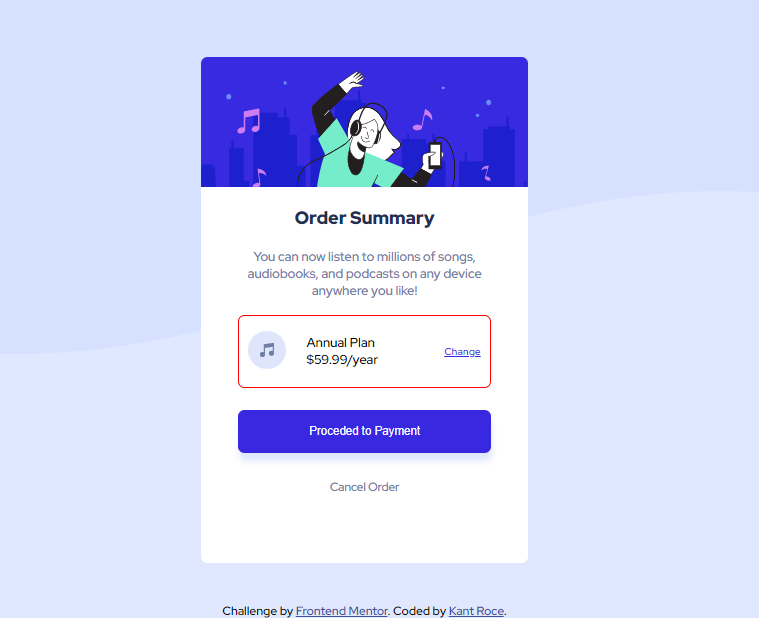 Order Summary
You can now listen to millions of songs,
audiobooks, and podcasts on any device
anywhere you like!
Annual Plan
$59.99/year
Change
Proceded to Payment
Cancel Order
Challenge by Frontend Mentor. Coded by Kant Roce.